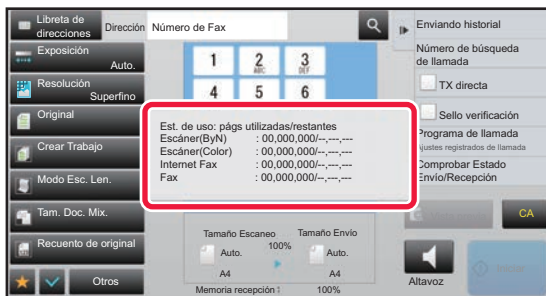 Libreta de
direcciones
Dirección
Número de Fax
Enviando historial
Exposición
Auto.
Número de búsqueda
de llamada
1
2
ABC
3
DEF
Resolución
Superfino
TX directa
4
5
6
Original
Sello verificación
Est. de uso: págs utilizadas/restantes
Escáner(ByN) : 00,000,000/--,---,---
Escáner(Color) : 00,000,000/--,---,---
Internet Fax : 00,000,000/--,---,---
Fax : 00,000,000/--,---,---
Programa de llamada
Ajustes registrados de llamada
Crear Trabajo
Comprobar Estado
Envío/Recepción
Modo Esc. Len.
Tam. Doc. Mix.
CA
Tamaño Escaneo
Tamaño Envio
100%
Auto.
Auto.
A4
A4
Recuento de original
Otros
Memoria recepción :
100%
Altavoz
Iniciar